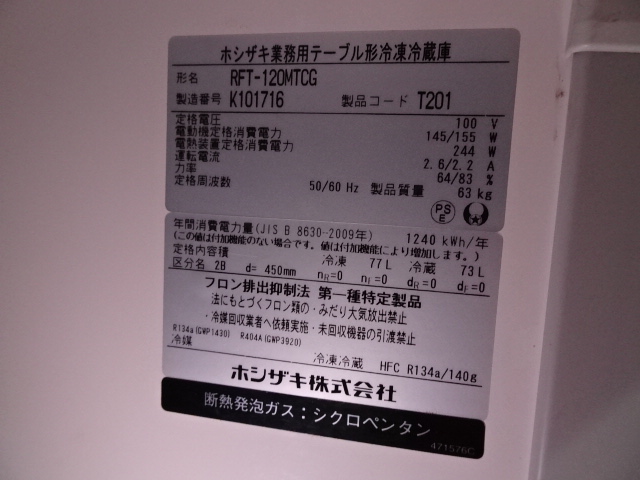 ホシザキ業務用テーブル形冷凍冷蔵庫
形名 RFT-120MTCG
製造番号 K101716 製品コード T201
定格電圧 100 V
電動機定格消費電力 145/155 W
電熱装置定格消費電力 244 W
運転電流 2.6/2.2 A
力率 64/83 %
定格周波数 50/60 Hz 製品質量 63 kg
PS E
年間消費電力量(JIS B 8630-2009年) 1240 kWh/年
(この値は付加機能のない場合です。値は付加機能により増加します。)
定格内容積 冷凍 77 L 冷蔵 73 L
区分名 2B d= 450mm nR=0 nF=0 dR=0 dF=0
フロン排出抑制法 第一種特定製品
法にもとづくフロン類の・みだり大気放出禁止
・冷媒回収業者へ依頼実施・未回収機器の引渡禁止
R134a(GWP1430) R404A(GWP3920)
冷媒 冷凍冷蔵 HFC R134a/140g
ホシザキ株式会社
断熱発泡ガス：シクロペンタン
471576C